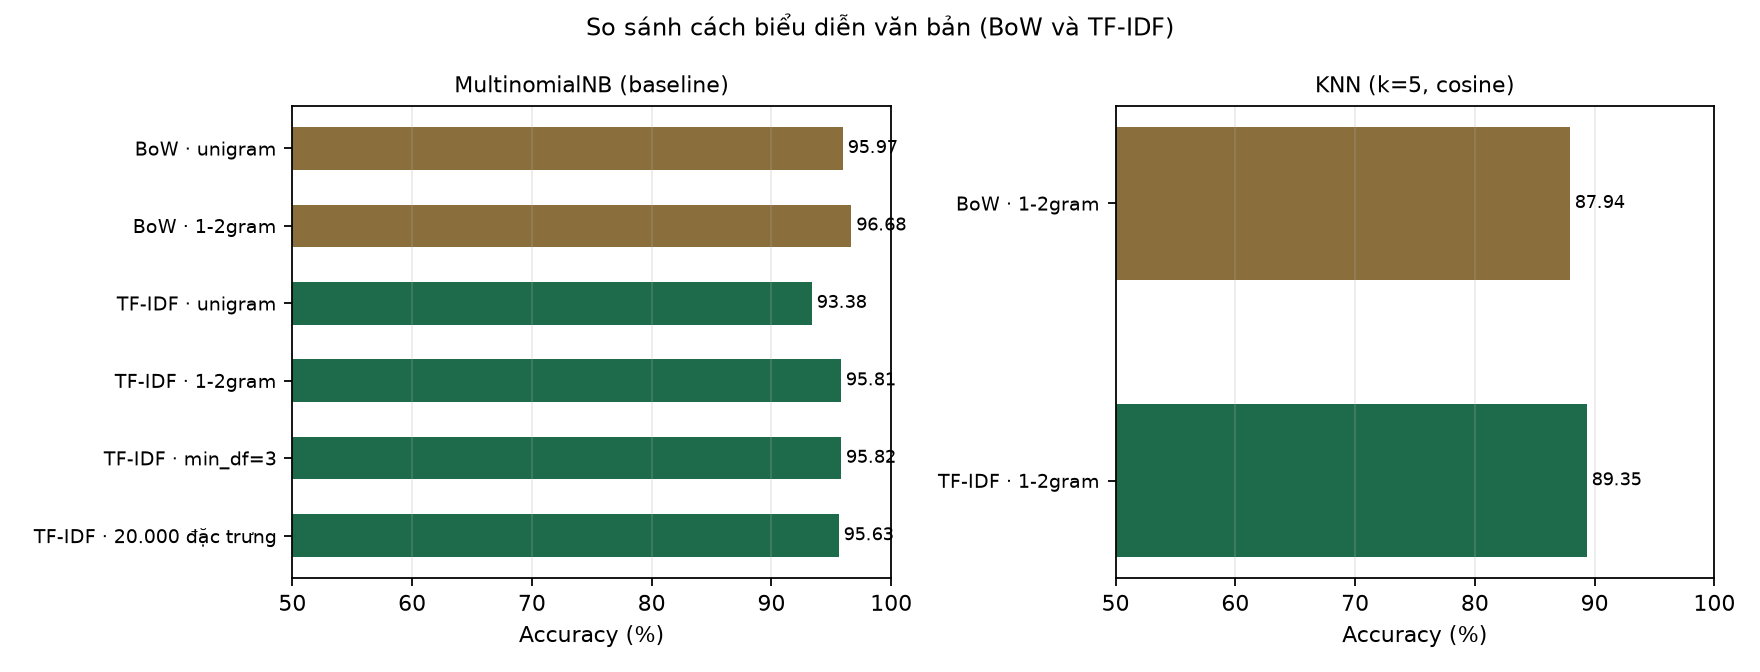 So sánh cách biểu diễn văn bản (BoW và TF-IDF)
MultinomialNB (baseline)
BoW · unigram
95.97
BoW · 1-2gram
96.68
TF-IDF · unigram
93.38
TF-IDF · 1-2gram
95.81
TF-IDF · min_df=3
95.82
TF-IDF · 20.000 đặc trưng
95.63
50 60 70 80 90 100
Accuracy (%)
KNN (k=5, cosine)
BoW · 1-2gram
87.94
TF-IDF · 1-2gram
89.35
50 60 70 80 90 100
Accuracy (%)